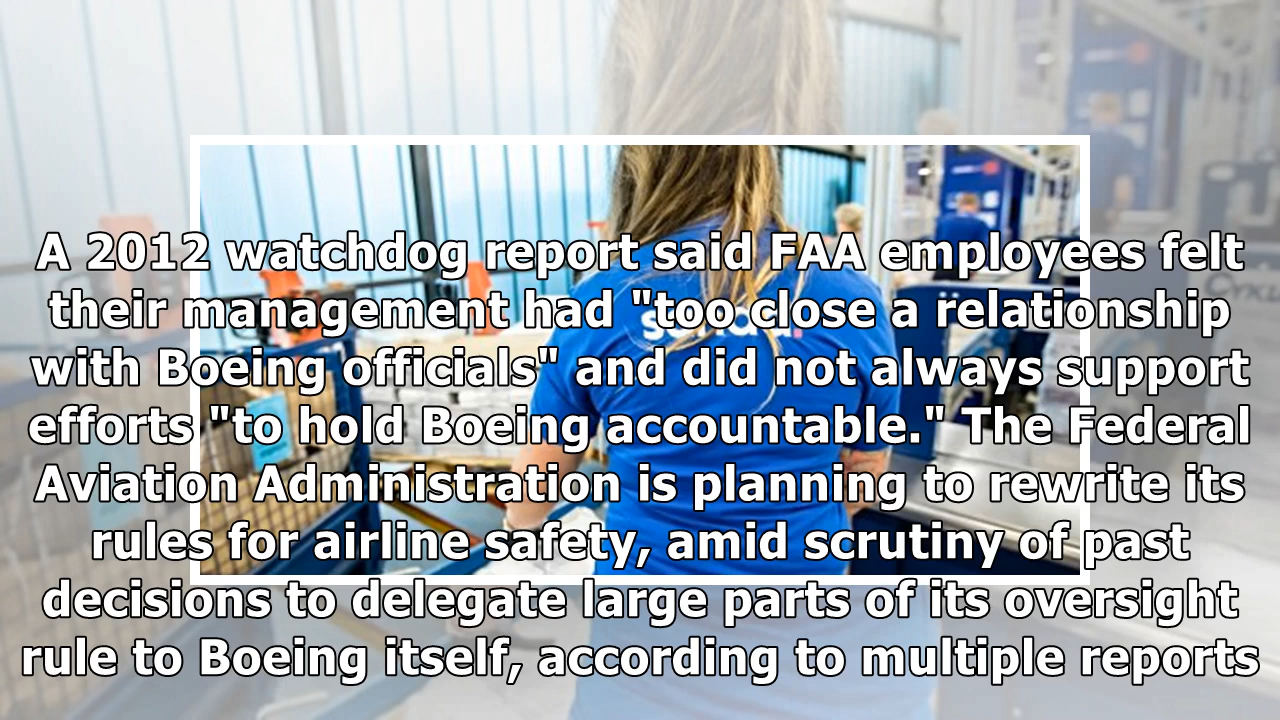 A 2012 watchdog report said FAA employees felt
their management had "too close a relationship
with Boeing officials" and did not always support
efforts "to hold Boeing accountable." The Federal
Aviation Administration is planning to rewrite its
rules for airline safety, amid scrutiny of past
decisions to delegate large parts of its oversight
rule to Boeing itself, according to multiple reports